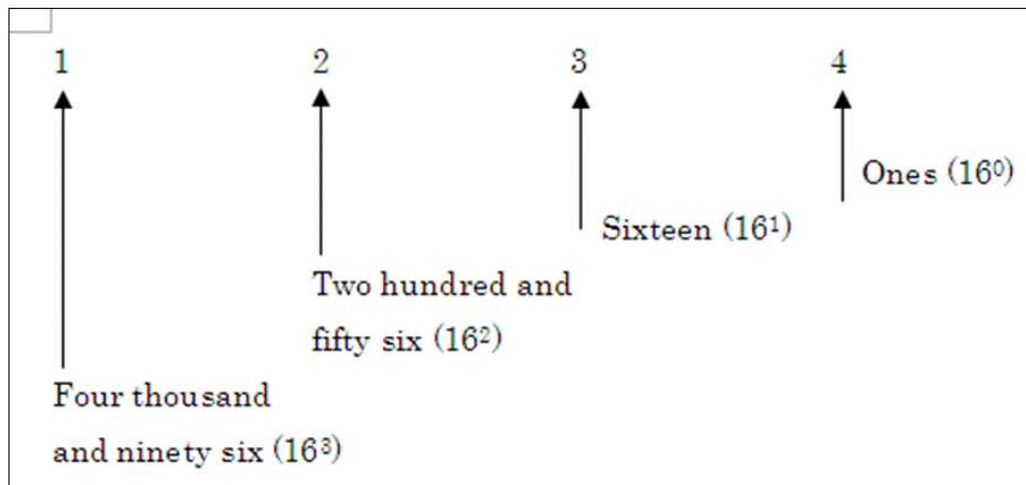 1 2 3 4
Ones (16⁰)
Sixteen (16¹)
Two hundred and
fifty six (16²)
Four thousand
and ninety six (16³)